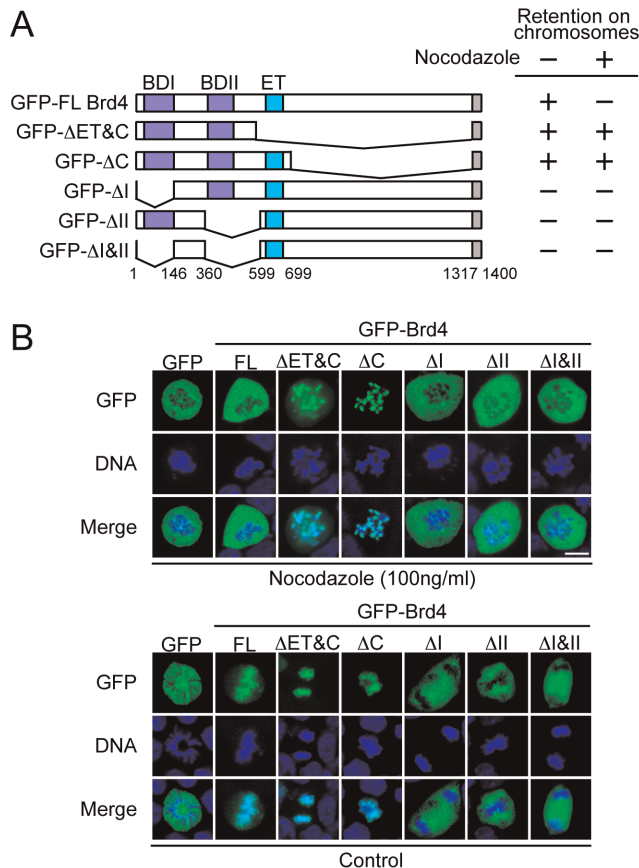 A
Retention on
chromosomes
Nocodazole − +
BDI BDII ET
GFP-FL Brd4 + −
GFP-ΔET&C + +
GFP-ΔC + +
GFP-ΔI − −
GFP-ΔII − −
GFP-ΔI&II − −
1 146 360 599 699 1317 1400
B
GFP-Brd4
GFP FL ΔET&C ΔC ΔI ΔII ΔI&II
GFP
DNA
Merge
Nocodazole (100ng/ml)
GFP-Brd4
GFP FL ΔET&C ΔC ΔI ΔII ΔI&II
GFP
DNA
Merge
Control